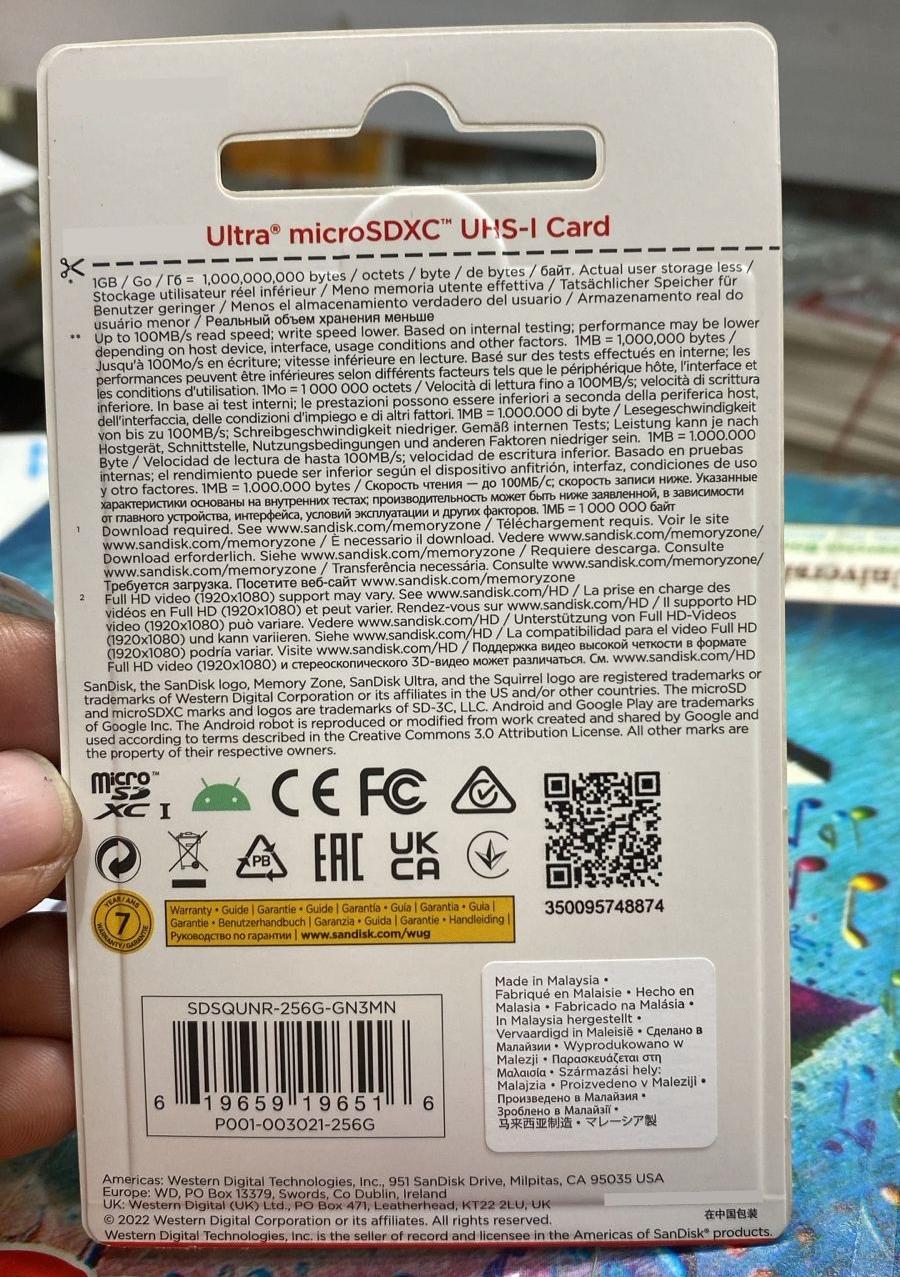 Ultra® microSDXC™ UHS-I Card
* 1GB / Go / Гб = 1,000,000,000 bytes / octets / byte / de bytes / байт. Actual user storage less /
Stockage utilisateur réel inférieur / Meno memoria utente effettiva / Tatsächlicher Speicher für
Benutzer geringer / Menos el almacenamiento verdadero del usuario / Armazenamento real do
usuário menor / Реальный объем хранения меньше
** Up to 100MB/s read speed; write speed lower. Based on internal testing; performance may be lower
depending on host device, interface, usage conditions and other factors. 1MB = 1,000,000 bytes /
Jusqu'à 100Mo/s en écriture; vitesse inférieure en lecture. Basé sur des tests effectués en interne; les
performances peuvent être inférieures selon différents facteurs tels que le périphérique hôte, l'interface et
les conditions d'utilisation. 1Mo = 1 000 000 octets / Velocità di lettura fino a 100MB/s; velocità di scrittura
inferiore. In base ai test interni; le prestazioni possono essere inferiori a seconda della periferica host,
dell'interfaccia, delle condizioni d'impiego e di altri fattori. 1MB = 1.000.000 di byte / Lesegeschwindigkeit
von bis zu 100MB/s; Schreibgeschwindigkeit niedriger. Gemäß internen Tests; Leistung kann je nach
Hostgerät, Schnittstelle, Nutzungsbedingungen und anderen Faktoren niedriger sein. 1MB = 1.000.000
Byte / Velocidad de lectura de hasta 100MB/s; velocidad de escritura inferior. Basado en pruebas
internas; el rendimiento puede ser inferior según el dispositivo anfitrión, interfaz, condiciones de uso
y otro factores. 1MB = 1.000.000 bytes / Скорость чтения — до 100МБ/с; скорость записи ниже. Указанные
характеристики основаны на внутренних тестах; производительность может быть ниже заявленной, в зависимости
от главного устройства, интерфейса, условий эксплуатации и других факторов. 1МБ = 1 000 000 байт
1 Download required. See www.sandisk.com/memoryzone / Téléchargement requis. Voir le site
www.sandisk.com/memoryzone / È necessario il download. Vedere www.sandisk.com/memoryzone/
Download erforderlich. Siehe www.sandisk.com/memoryzone / Requiere descarga. Consulte
www.sandisk.com/memoryzone / Transferência necessária. Consulte www.sandisk.com/memoryzone/
Требуется загрузка. Посетите веб-сайт www.sandisk.com/memoryzone
2 Full HD video (1920x1080) support may vary. See www.sandisk.com/HD / La prise en charge des
vidéos en Full HD (1920x1080) et peut varier. Rendez-vous sur www.sandisk.com/HD / Il supporto HD
video (1920x1080) può variare. Vedere www.sandisk.com/HD / Unterstützung von Full HD-Videos
(1920x1080) und kann variieren. Siehe www.sandisk.com/HD / La compatibilidad para el video Full HD
(1920x1080) podría variar. Visite www.sandisk.com/HD / Поддержка видео высокой четкости в формате
Full HD video (1920x1080) и стереоскопического 3D-видео может различаться. См. www.sandisk.com/HD
SanDisk, the SanDisk logo, Memory Zone, SanDisk Ultra, and the Squirrel logo are registered trademarks or
trademarks of Western Digital Corporation or its affiliates in the US and/or other countries. The microSD
and microSDXC marks and logos are trademarks of SD-3C, LLC. Android and Google Play are trademarks
of Google Inc. The Android robot is reproduced or modified from work created and shared by Google and
used according to terms described in the Creative Commons 3.0 Attribution License. All other marks are
the property of their respective owners.
micro SD XC I™ CE FC
PB EAC UK CA
350095748874
YEAR/ANS 7 WARRANTY/GARANTIE
Warranty • Guide | Garantie • Guide | Garantía • Guía | Garantia • Guia |
Garantie • Benutzerhandbuch | Garanzia • Guida | Garantie • Handleiding |
Руководство по гарантии | www.sandisk.com/wug
SDSQUNR-256G-GN3MN
6 19659 19651 6
P001-003021-256G
Made in Malaysia •
Fabriqué en Malaisie • Hecho en
Malasia • Fabricado na Malásia •
In Malaysia hergestellt •
Vervaardigd in Maleisië • Сделано в
Малайзии • Wyprodukowano w
Malezji • Παρασκευάζεται στη
Μαλαισία • Származási hely:
Malajzia • Proizvedeno v Maleziji •
Произведено в Малайзия •
Зроблено в Малайзії •
马来西亚制造 • マレーシア製
Americas: Western Digital Technologies, Inc., 951 SanDisk Drive, Milpitas, CA 95035 USA
Europe: WD, PO Box 13379, Swords, Co Dublin, Ireland
UK: Western Digital (UK) Ltd., PO Box 471, Leatherhead, KT22 2LU, UK
© 2022 Western Digital Corporation or its affiliates. All rights reserved.
在中国包装
Western Digital Technologies, Inc. is the seller of record and licensee in the Americas of SanDisk® products.